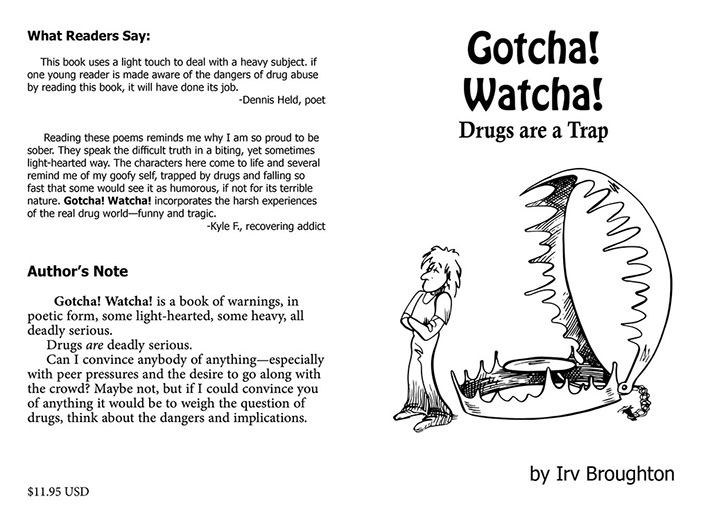 What Readers Say:
This book uses a light touch to deal with a heavy subject. if
one young reader is made aware of the dangers of drug abuse
by reading this book, it will have done its job.
-Dennis Held, poet
Reading these poems reminds me why I am so proud to be
sober. They speak the difficult truth in a biting, yet sometimes
light-hearted way. The characters here come to life and several
remind me of my goofy self, trapped by drugs and falling so
fast that some would see it as humorous, if not for its terrible
nature. Gotcha! Watcha! incorporates the harsh experiences
of the real drug world—funny and tragic.
-Kyle F., recovering addict
Author's Note
Gotcha! Watcha! is a book of warnings, in
poetic form, some light-hearted, some heavy, all
deadly serious.
Drugs are deadly serious.
Can I convince anybody of anything—especially
with peer pressures and the desire to go along with
the crowd? Maybe not, but if I could convince you
of anything it would be to weigh the question of
drugs, think about the dangers and implications.
$11.95 USD
Gotcha!
Watcha!
Drugs are a Trap
by Irv Broughton